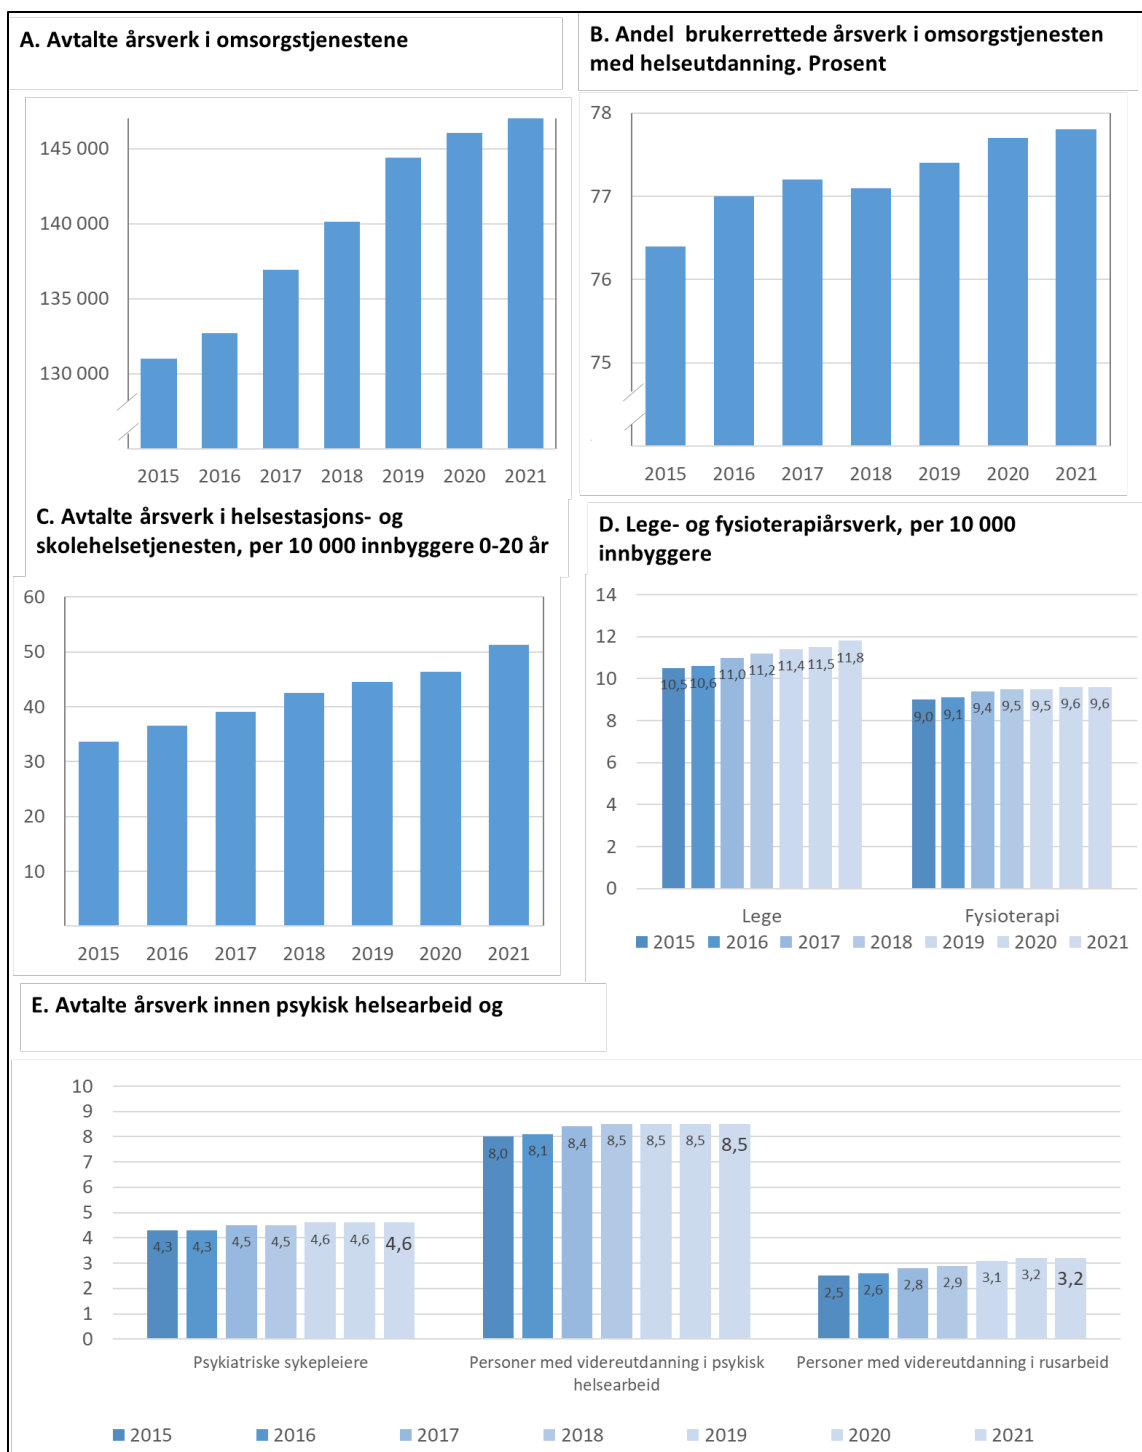 A. Avtalte årsverk i omsorgstjenestene
145 000
140 000
135 000
130 000
2015 2016 2017 2018 2019 2020 2021
B. Andel brukerrettede årsverk i omsorgstjenesten
med helseutdanning. Prosent
78
77
76
75
2015 2016 2017 2018 2019 2020 2021
C. Avtalte årsverk i helsestasjons- og
skolehelsetjenesten, per 10 000 innbyggere 0-20 år
60
50
40
30
20
10
2015 2016 2017 2018 2019 2020 2021
D. Lege- og fysioterapiårsverk, per 10 000
innbyggere
14
12
10
8
6
4
2
0
10,5 10,6 11,0 11,2 11,4 11,5 11,8
9,0 9,1 9,4 9,5 9,5 9,6 9,6
Lege Fysioterapi
2015 2016 2017 2018 2019 2020 2021
E. Avtalte årsverk innen psykisk helsearbeid og
10
9
8
7
6
5
4
3
2
1
0
4,3 4,3 4,5 4,5 4,6 4,6 4,6
8,0 8,1 8,4 8,5 8,5 8,5 8,5
2,5 2,6 2,8 2,9 3,1 3,2 3,2
Psykiatriske sykepleiere
Personer med videreutdanning i psykisk
helsearbeid
Personer med videreutdanning i rusarbeid
2015 2016 2017 2018 2019 2020 2021